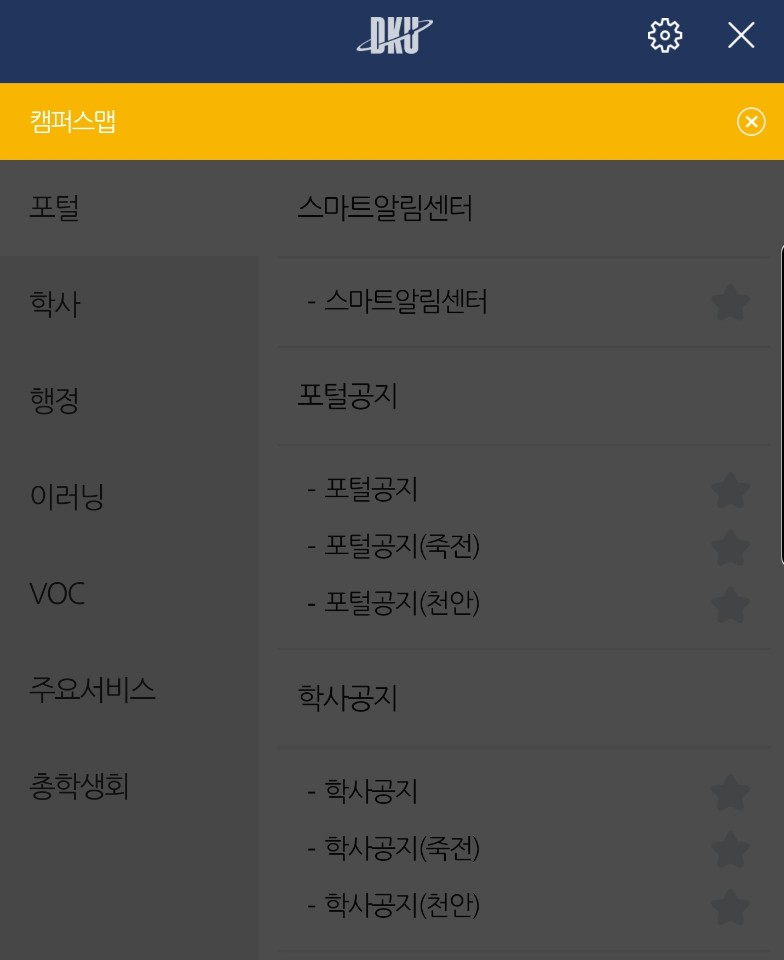 DKU
캠퍼스맵
포털
학사
행정
이러닝
VOC
주요서비스
총학생회
스마트알림센터
- 스마트알림센터
포털공지
- 포털공지
- 포털공지(죽전)
- 포털공지(천안)
학사공지
- 학사공지
- 학사공지(죽전)
- 학사공지(천안)